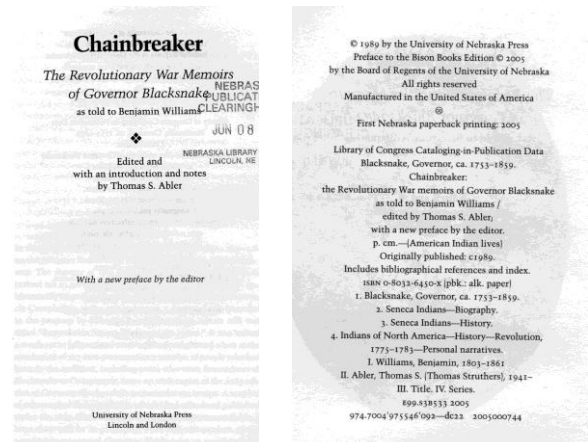 Chainbreaker
The Revolutionary War Memoirs
of Governor Blacksnake
as told to Benjamin Williams
❖
Edited and
with an introduction and notes
by Thomas S. Abler
With a new preface by the editor
University of Nebraska Press
Lincoln and London
NEBRAS
PUBLICAT
CLEARINGH
JUN 08
NEBRASKA LIBRARY
LINCOLN, NE
© 1989 by the University of Nebraska Press
Preface to the Bison Books Edition © 2005
by the Board of Regents of the University of Nebraska
All rights reserved
Manufactured in the United States of America
♾
First Nebraska paperback printing: 2005
Library of Congress Cataloging-in-Publication Data
Blacksnake, Governor, ca. 1753–1859.
Chainbreaker:
the Revolutionary War memoirs of Governor Blacksnake
as told to Benjamin Williams /
edited by Thomas S. Abler;
with a new preface by the editor.
p. cm.—(American Indian lives)
Originally published: c1989.
Includes bibliographical references and index.
ISBN 0-8032-6450-X (pbk.: alk. paper)
1. Blacksnake, Governor, ca. 1753–1859.
2. Seneca Indians—Biography.
3. Seneca Indians—History.
4. Indians of North America—History—Revolution,
1775–1783—Personal narratives.
I. Williams, Benjamin, 1803–1861
II. Abler, Thomas S. (Thomas Struthers), 1941–
III. Title. IV. Series.
E99.S3B533 2005
974.7004'975546'092—dc22 2005000744